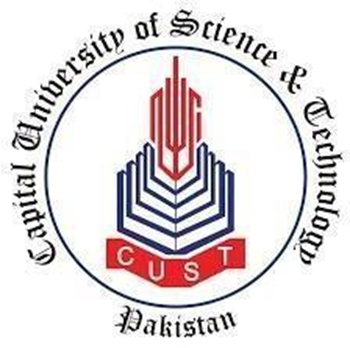 Capital University of Science & Technology
CUST
Pakistan